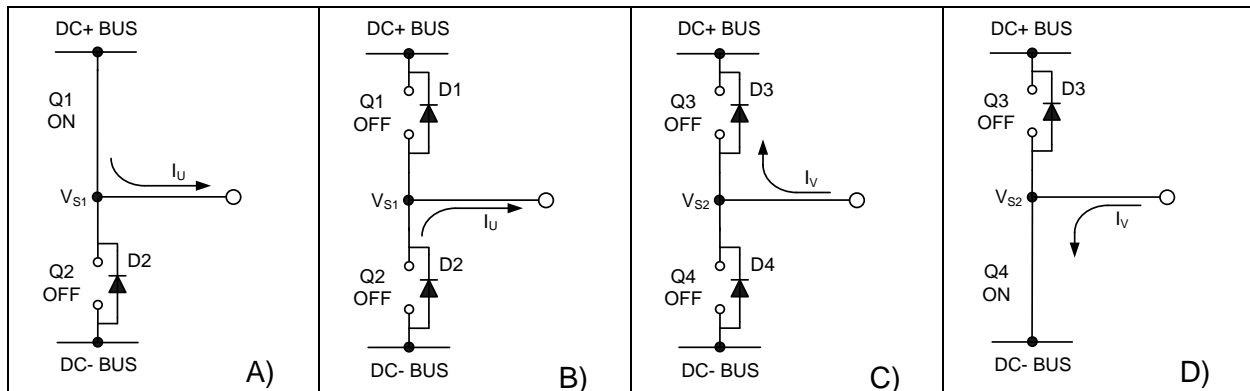 DC+ BUS
Q1
ON
I_U
V_S1
Q2
OFF
D2
DC- BUS
A)
DC+ BUS
Q1
OFF
D1
V_S1
I_U
Q2
OFF
D2
DC- BUS
B)
DC+ BUS
Q3
OFF
D3
I_V
V_S2
Q4
OFF
D4
DC- BUS
C)
DC+ BUS
Q3
OFF
D3
V_S2
I_V
Q4
ON
DC- BUS
D)